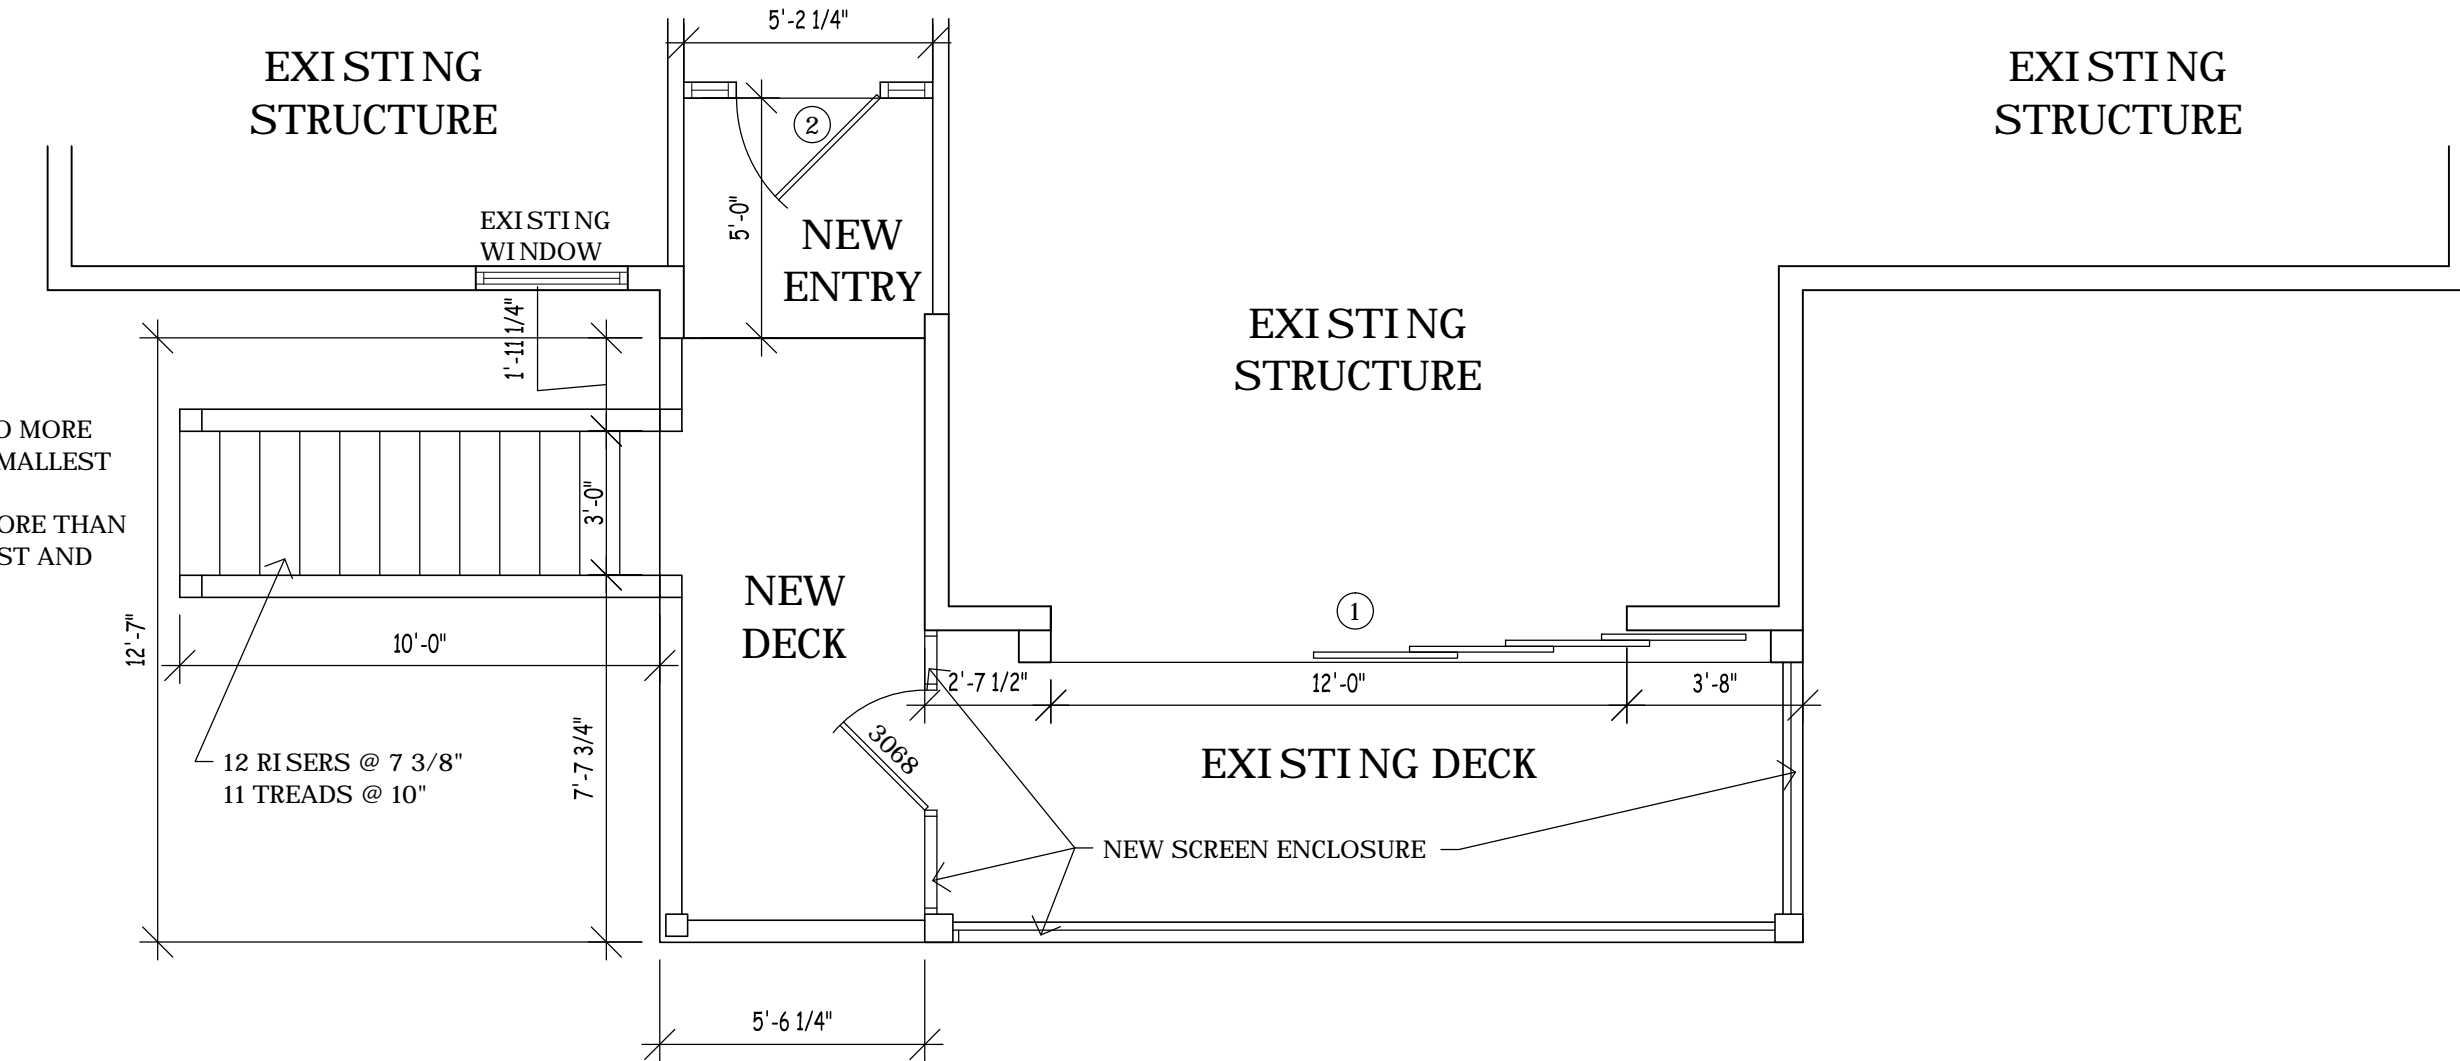 5'-2 1/4"
EXISTING
STRUCTURE
EXISTING
STRUCTURE
2
5'-0"
NEW
ENTRY
EXISTING
WINDOW
1'-11 1/4"
EXISTING
STRUCTURE
MORE
MALLEST
ORE THAN
ST AND
3'-0"
12'-7"
10'-0"
NEW
DECK
1
2'-7 1/2"
12'-0"
3'-8"
3068
7'-7 3/4"
12 RISERS @ 7 3/8"
11 TREADS @ 10"
EXISTING DECK
NEW SCREEN ENCLOSURE
5'-6 1/4"